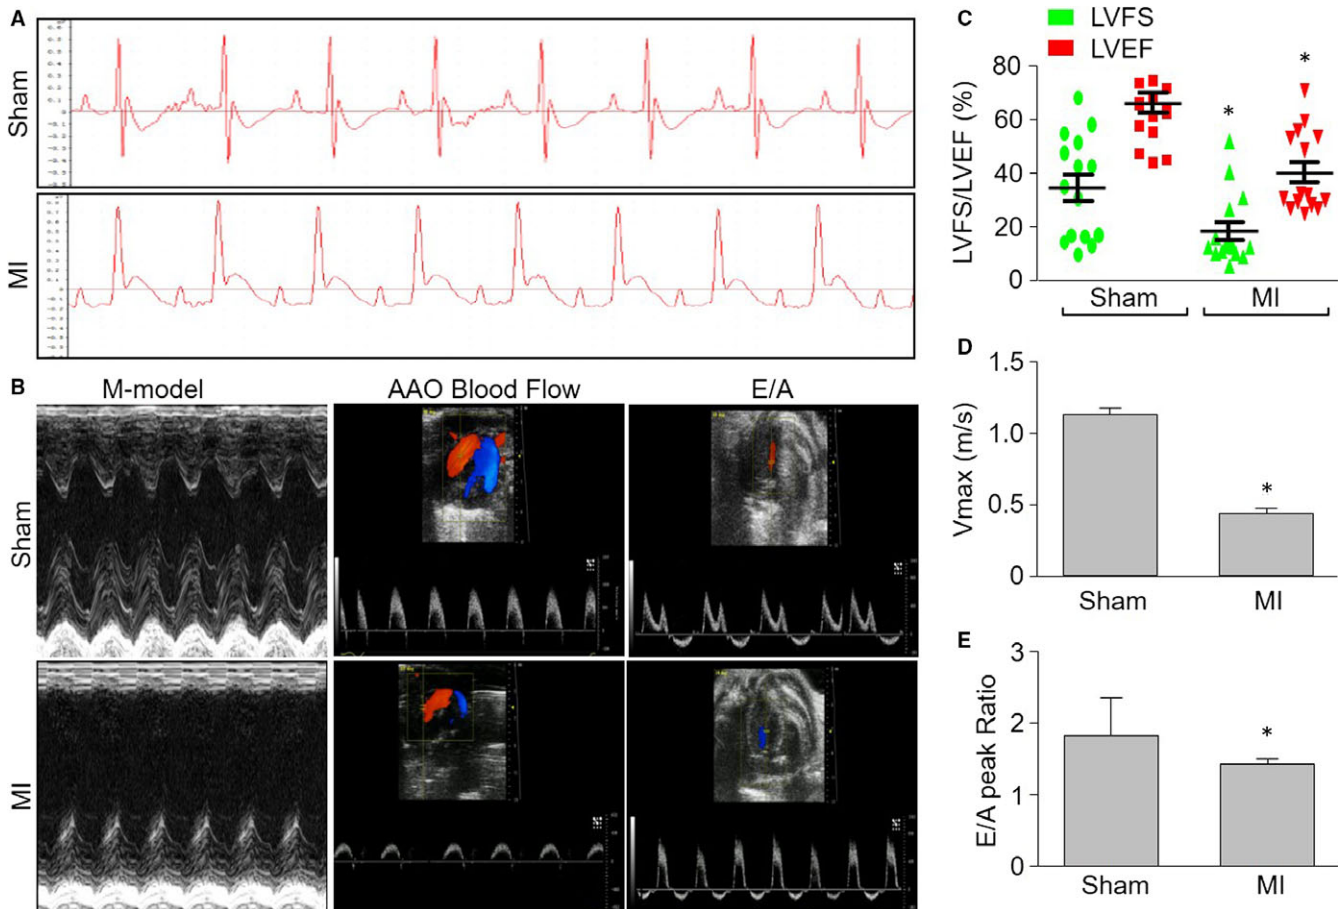 A
Sham
MI
B
M-model
AAO Blood Flow
E/A
Sham
MI
C
LVFS
LVEF
*
*
LVFS/LVEF (%)
80
60
40
20
0
Sham
MI
D
Vmax (m/s)
1.5
1.0
0.5
0
*
Sham
MI
E
E/A peak Ratio
3
2
1
0
*
Sham
MI